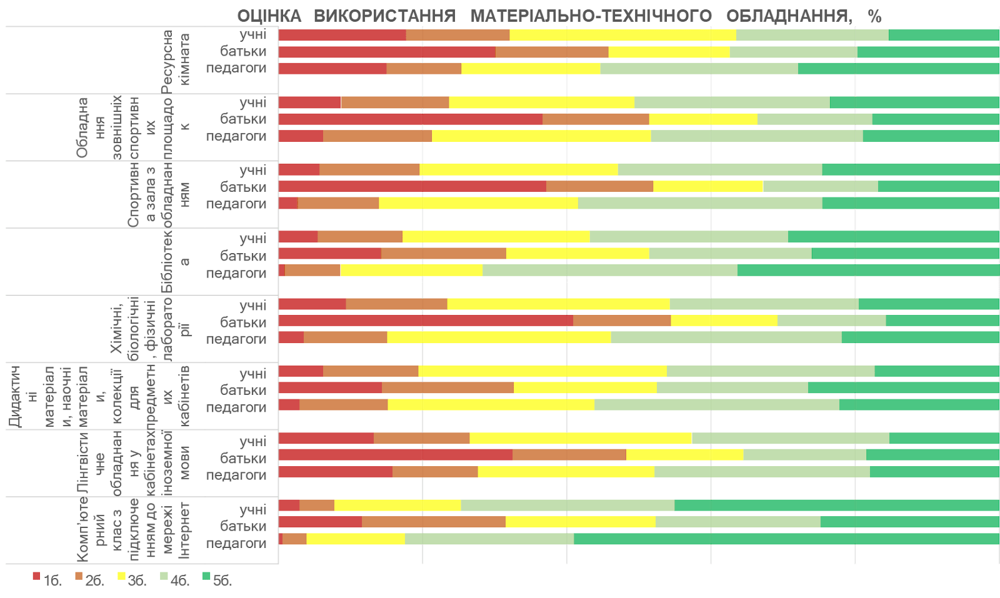 ОЦІНКА ВИКОРИСТАННЯ МАТЕРІАЛЬНО-ТЕХНІЧНОГО ОБЛАДНАННЯ, %
Ресурсна
кімната
учні
батьки
педагоги
Обладна
ння
зовнішніх
спортивн
их
площадо
к
учні
батьки
педагоги
Спортивн
а зала з
обладнан
ням
учні
батьки
педагоги
Бібліотек
а
учні
батьки
педагоги
Хімічні,
біологічні
, фізичні
лаборато
рії
учні
батьки
педагоги
Дидактич
ні
матеріал
и, наочні
матеріал
и,
колекції
для
предметн
их
кабінетів
учні
батьки
педагоги
Лінгвісти
чне
обладнан
ня у
кабінетах
іноземної
мови
учні
батьки
педагоги
Комп'юте
рний
клас з
підключе
нням до
мережі
Інтернет
учні
батьки
педагоги
1б. 2б. 3б. 4б. 5б.